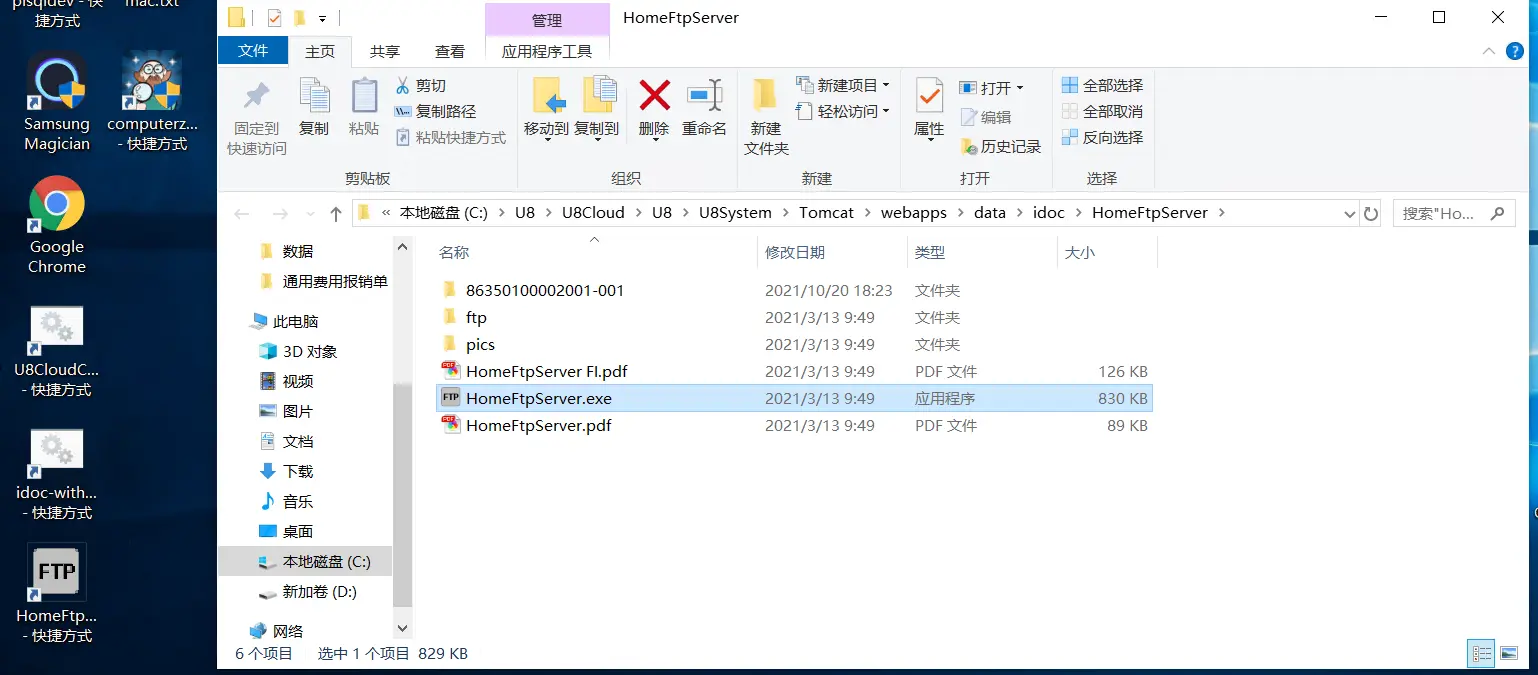 plsqldev - 快
捷方式
mac.txt
Samsung
Magician
computerz...
- 快捷方式
Google
Chrome
U8CloudC...
- 快捷方式
idoc-with...
- 快捷方式
FTP
HomeFtp...
- 快捷方式
管理
HomeFtpServer
文件
主页
共享
查看
应用程序工具
固定到
快速访问
复制
粘贴
剪切
复制路径
粘贴快捷方式
剪贴板
移动到
复制到
删除
重命名
组织
新建
文件夹
新建项目
轻松访问
新建
属性
打开
编辑
历史记录
打开
全部选择
全部取消
反向选择
选择
« 本地磁盘 (C:) > U8 > U8Cloud > U8 > U8System > Tomcat > webapps > data > idoc > HomeFtpServer >
搜索"Ho...
数据
通用费用报销单
此电脑
3D 对象
视频
图片
文档
下载
音乐
桌面
本地磁盘 (C:)
新加卷 (D:)
网络
名称 修改日期 类型 大小
86350100002001-001 2021/10/20 18:23 文件夹
ftp 2021/3/13 9:49 文件夹
pics 2021/3/13 9:49 文件夹
HomeFtpServer FI.pdf 2021/3/13 9:49 PDF 文件 126 KB
FTP HomeFtpServer.exe 2021/3/13 9:49 应用程序 830 KB
HomeFtpServer.pdf 2021/3/13 9:49 PDF 文件 89 KB
6 个项目 选中 1 个项目 829 KB